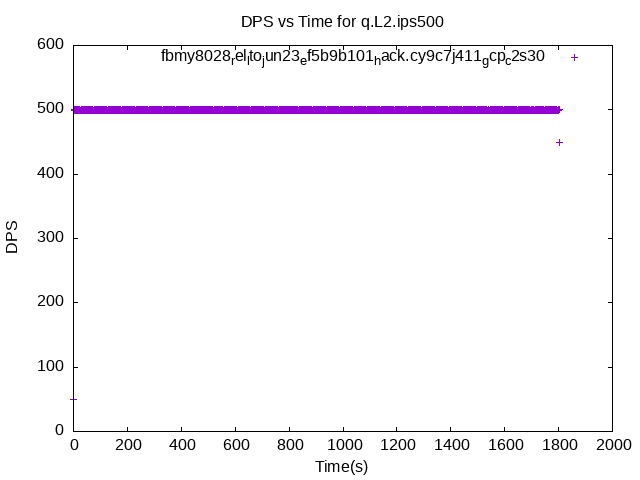 DPS vs Time for q.L2.ips500
600
fbmy8028relltojun23ef5b9b101hack.cy9c7j411gcpc2s30
500
400
300
200
100
0
DPS
0 200 400 600 800 1000 1200 1400 1600 1800 2000
Time(s)